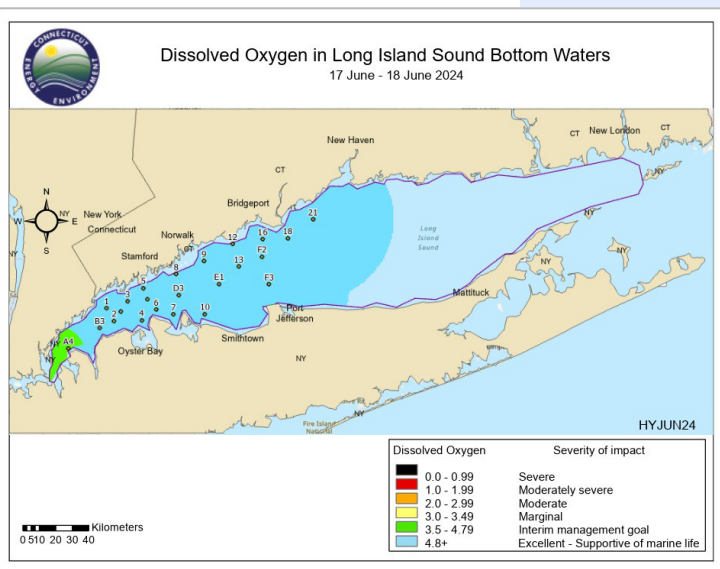 CONNECTICUT
ENERGY ENVIRONMENT
Dissolved Oxygen in Long Island Sound Bottom Waters
17 June - 18 June 2024
CT
New London
CT
New Haven
CT
Bridgeport
N
W
E
S
NY
New York
Connecticut
Norwalk
CT
Stamford
21
12
16
18
9
F2
13
8
5
E1
F3
D3
3
1
6
2
4
7
10
B3
A4
Long
Island
Sound
NY
NY
NY
NY
NY
NY
Mattituck
Port
Jefferson
Smithtown
Oyster Bay
NY
NY
Fire Island
National
HYJUN24
Dissolved Oxygen
Severity of impact
0.0 - 0.99 Severe
1.0 - 1.99 Moderately severe
2.0 - 2.99 Moderate
3.0 - 3.49 Marginal
3.5 - 4.79 Interim management goal
4.8+ Excellent - Supportive of marine life
Kilometers
0 5 10 20 30 40